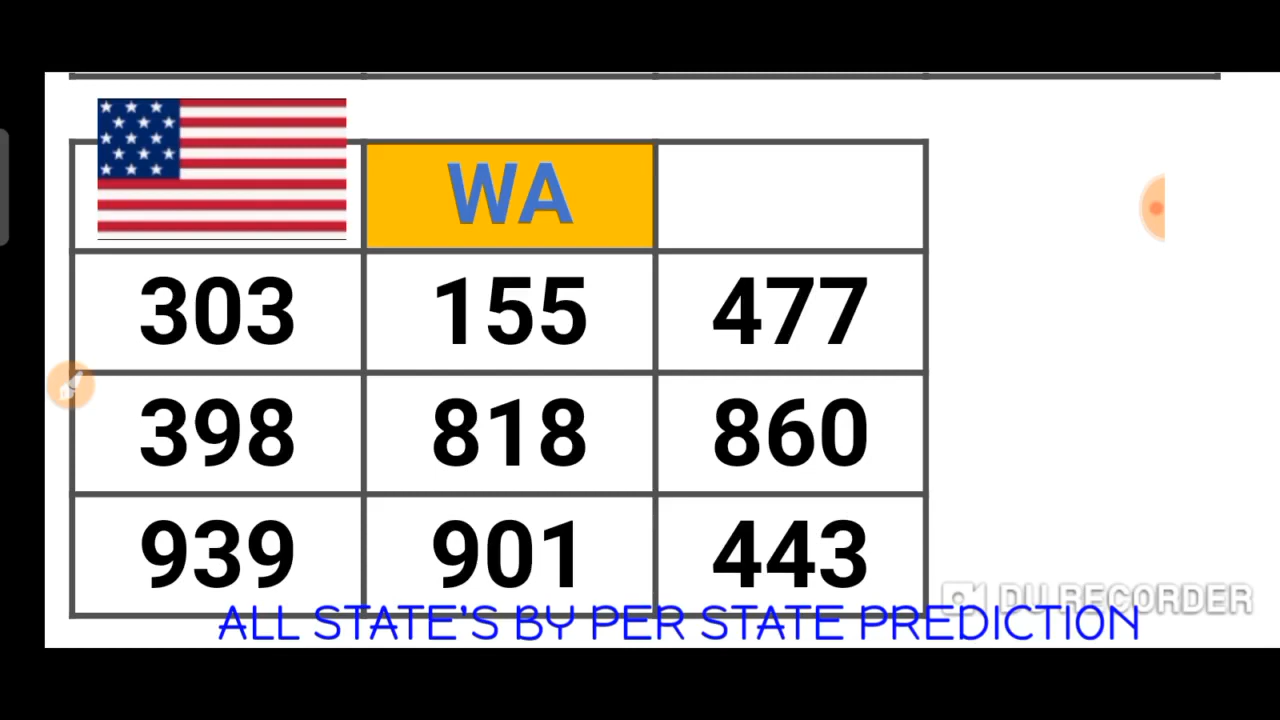 WA
303 155 477
398 818 860
939 901 443
DU RECORDER
ALL STATE'S BY PER STATE PREDICTION